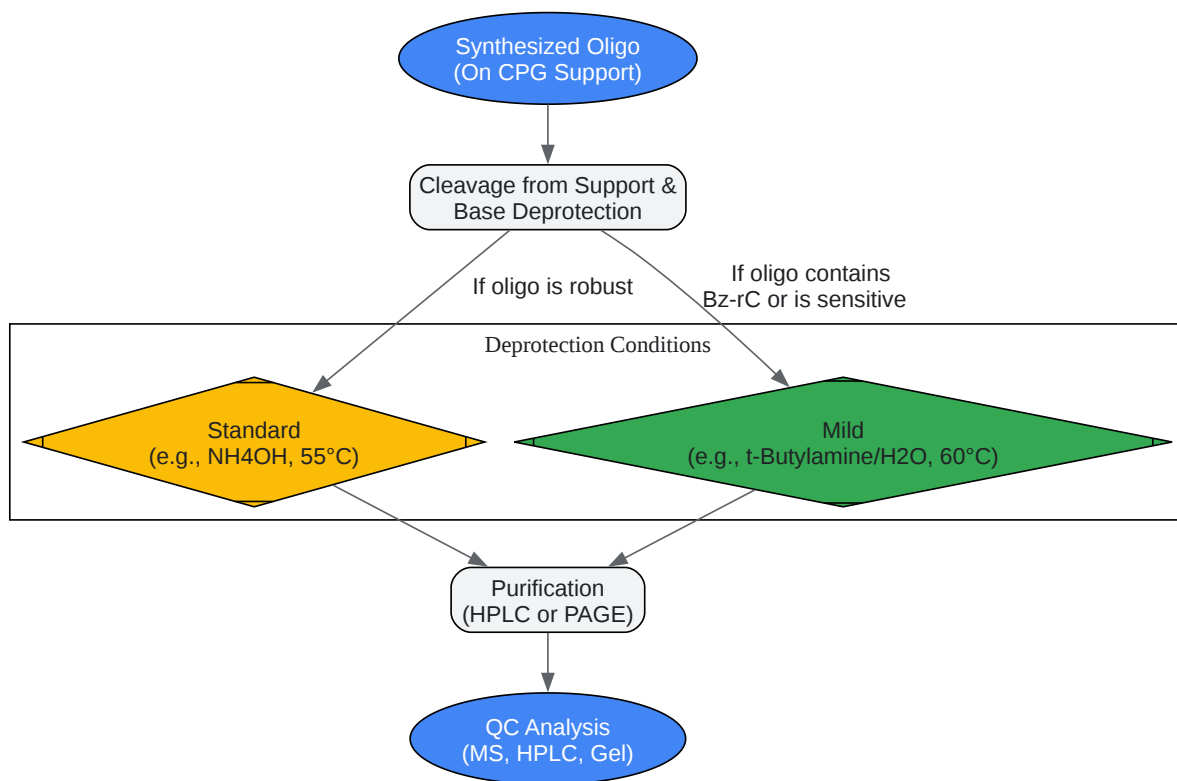 Synthesized Oligo
(On CPG Support)
Cleavage from Support &
Base Deprotection
If oligo is robust
If oligo contains
Bz-rC or is sensitive
Deprotection Conditions
Standard
(e.g., NH4OH, 55°C)
Mild
(e.g., t-Butylamine/H2O, 60°C)
Purification
(HPLC or PAGE)
QC Analysis
(MS, HPLC, Gel)